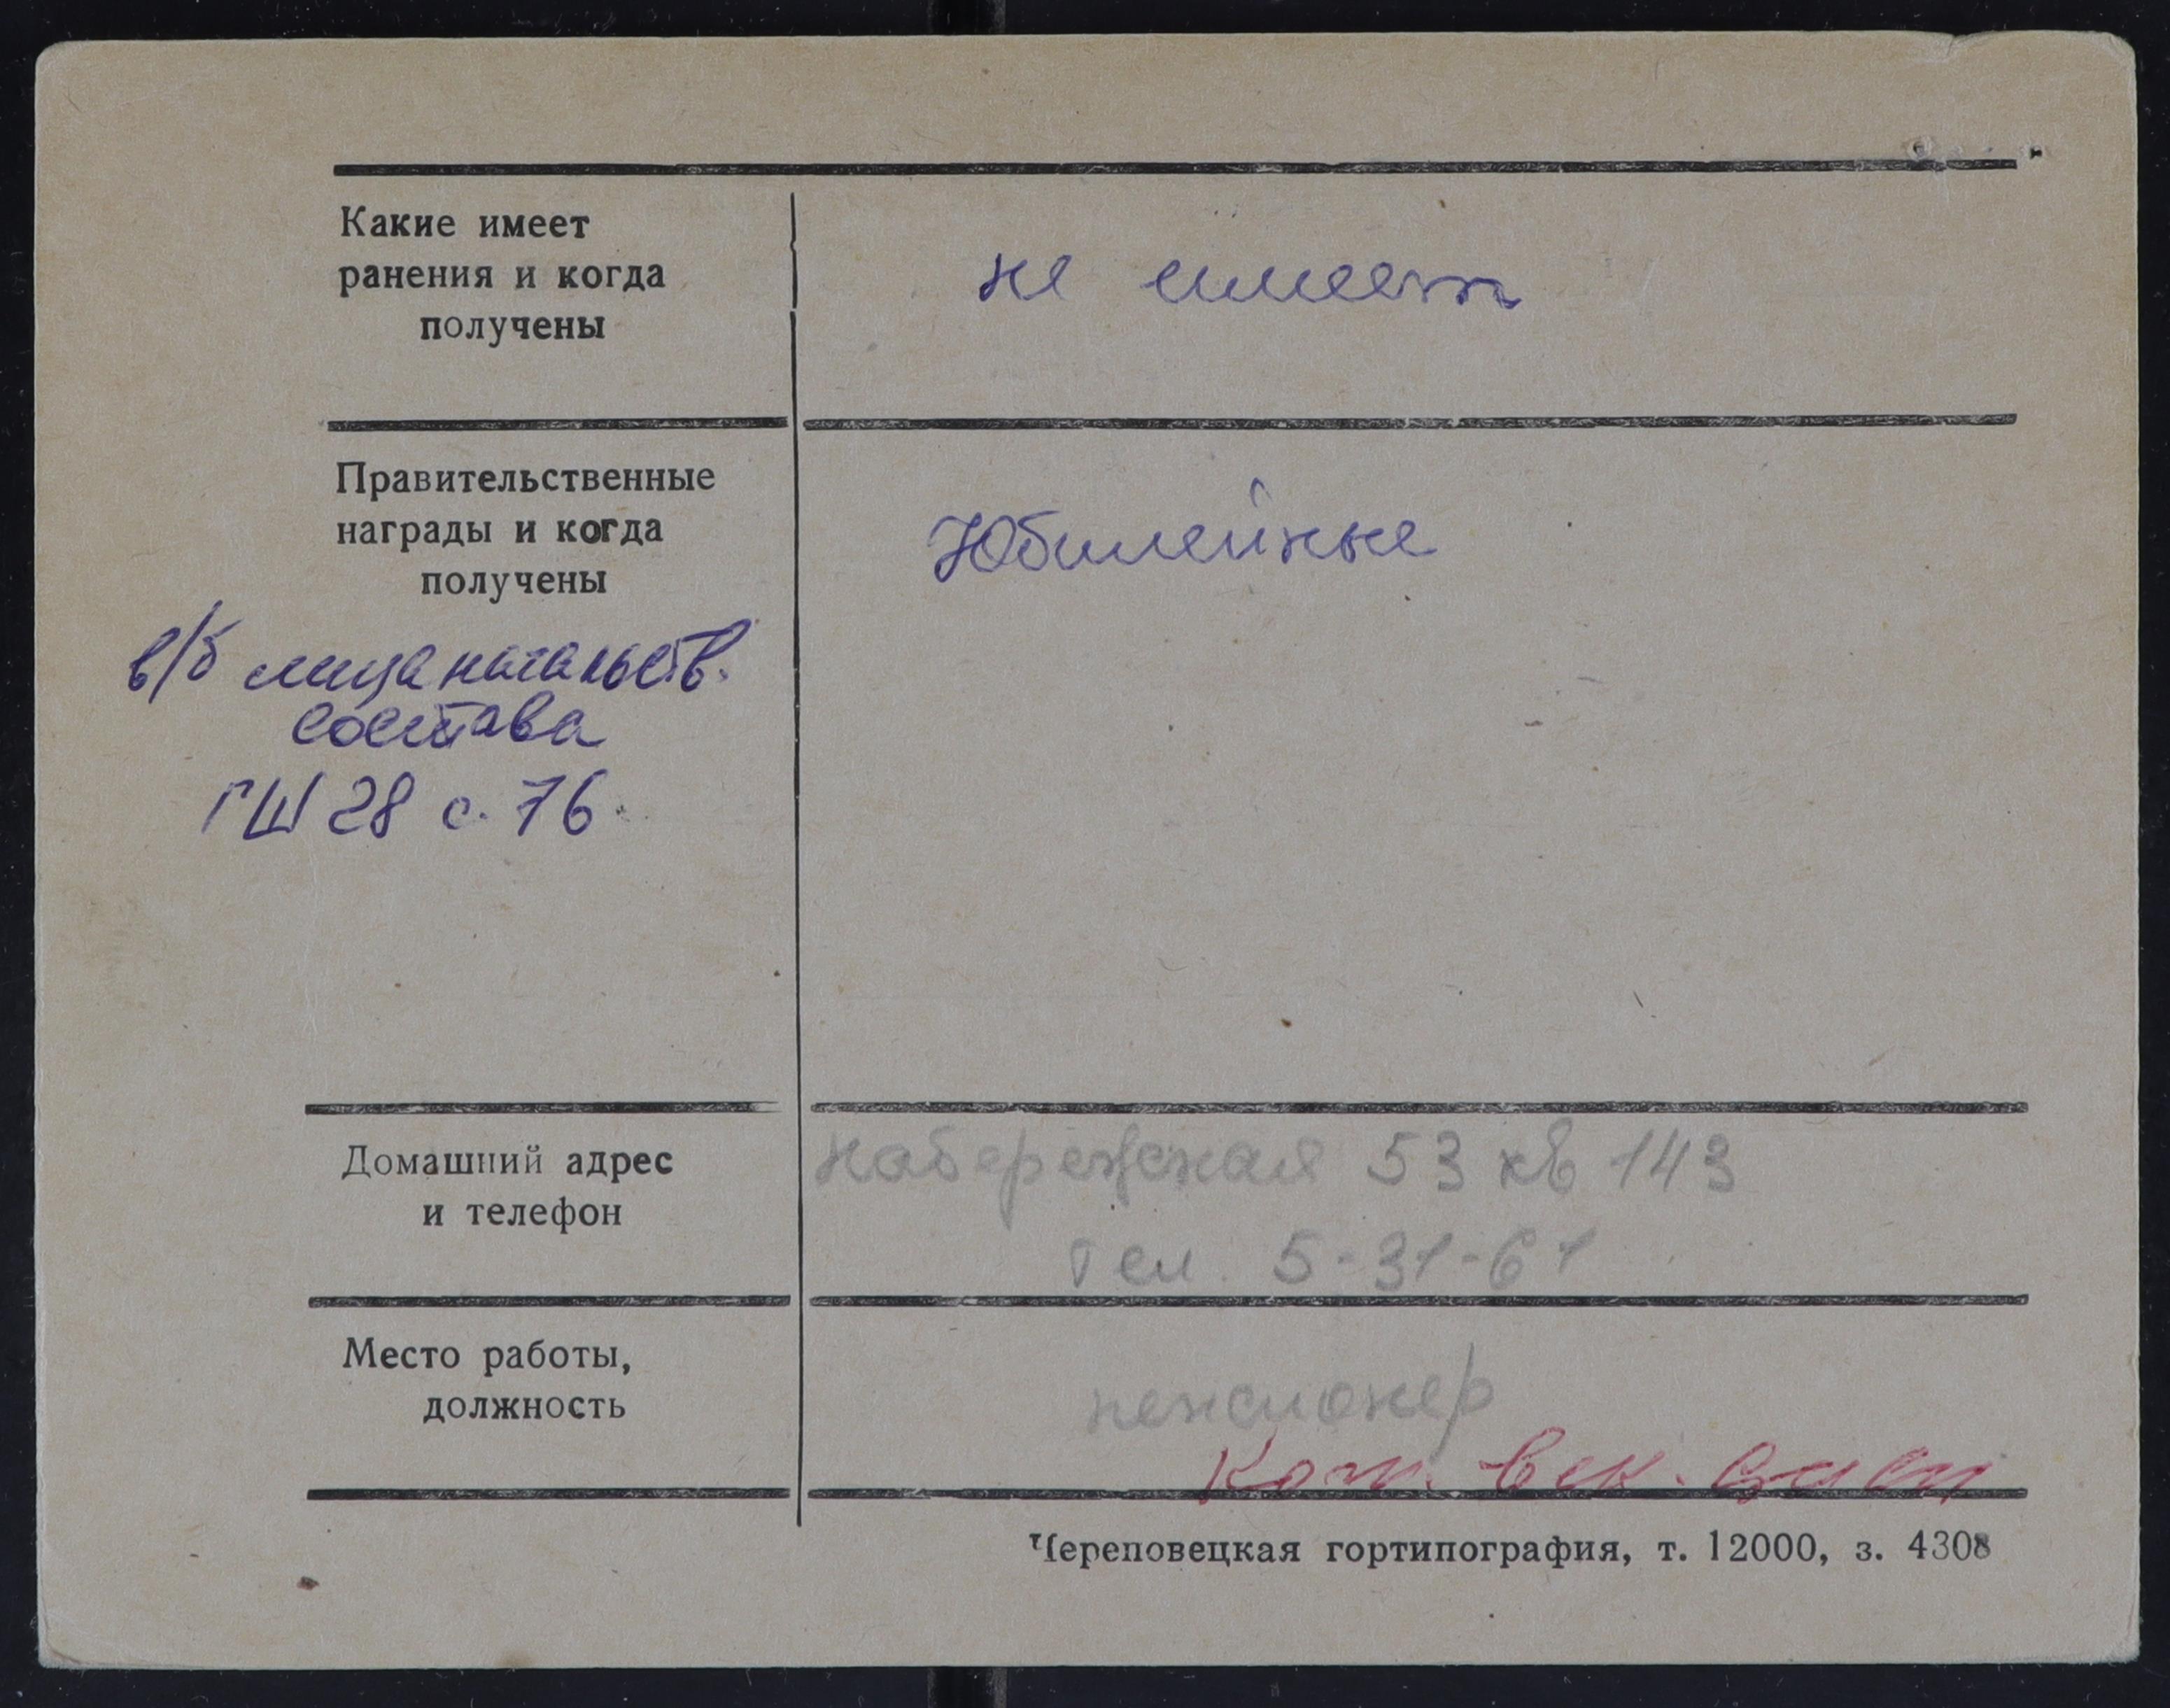 Какие имеет
ранения и когда
получены
не имеет
Правительственные
награды и когда
получены
Юбилейные
в/б лица начальств.
состава
ГШ 28 с. 76.
Домашний адрес
и телефон
набережная 53 кв 143
тел. 5-31-61
Место работы,
должность
пенсионер
Череповецкая гортипография, т. 12000, з. 4308